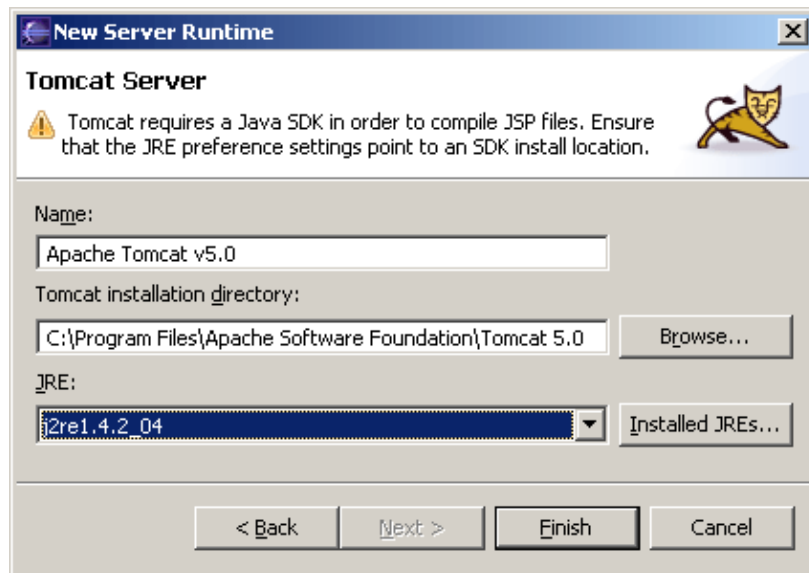 New Server Runtime
Tomcat Server
Tomcat requires a Java SDK in order to compile JSP files. Ensure
that the JRE preference settings point to an SDK install location.
Name:
Apache Tomcat v5.0
Tomcat installation directory:
C:\Program Files\Apache Software Foundation\Tomcat 5.0
Browse...
JRE:
j2re1.4.2_04
Installed JREs...
< Back
Next >
Finish
Cancel